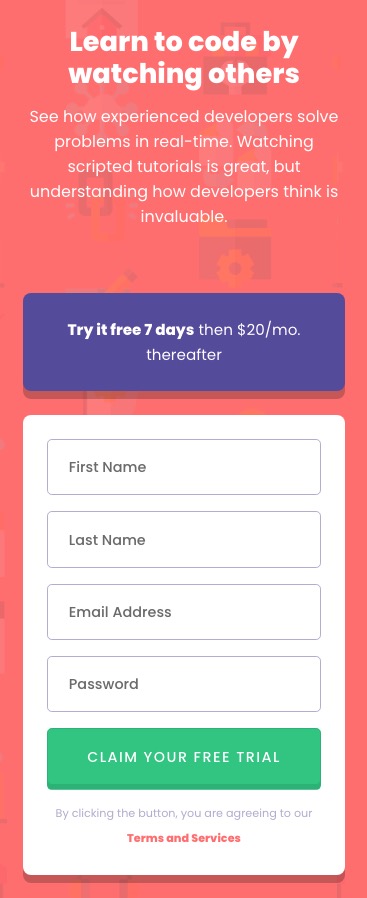 Learn to code by
watching others
See how experienced developers solve
problems in real-time. Watching
scripted tutorials is great, but
understanding how developers think is
invaluable.
Try it free 7 days then $20/mo.
thereafter
First Name
Last Name
Email Address
Password
CLAIM YOUR FREE TRIAL
By clicking the button, you are agreeing to our
Terms and Services